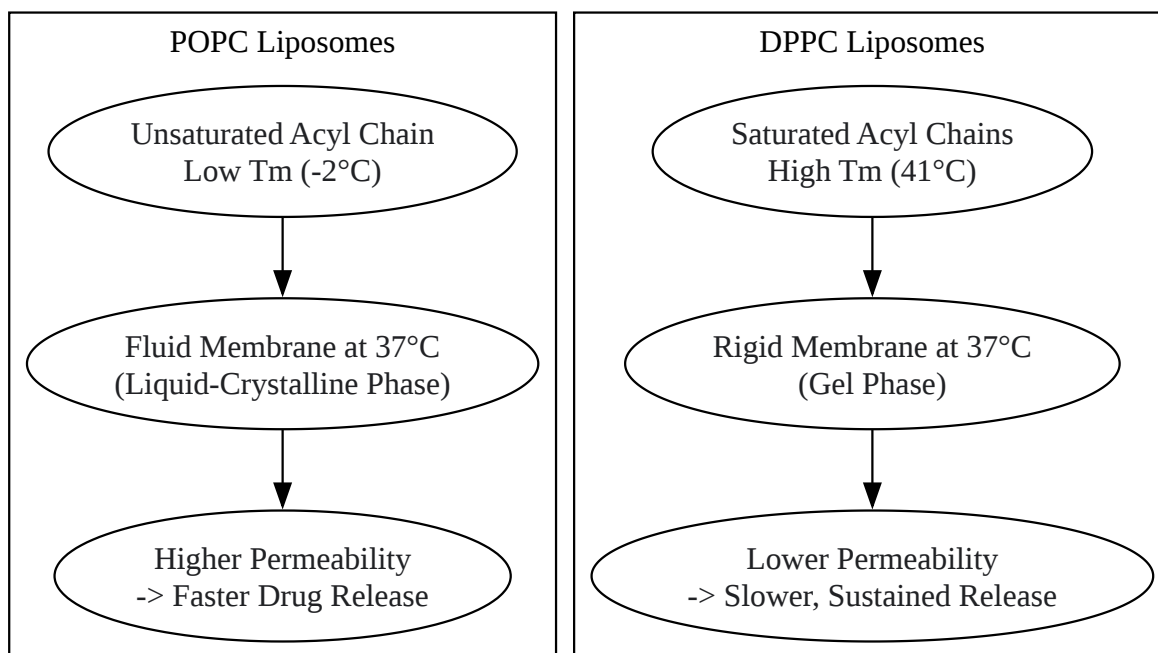 POPC Liposomes
Unsaturated Acyl Chain
Low Tm (-2°C)
Fluid Membrane at 37°C
(Liquid-Crystalline Phase)
Higher Permeability
-> Faster Drug Release
DPPC Liposomes
Saturated Acyl Chains
High Tm (41°C)
Rigid Membrane at 37°C
(Gel Phase)
Lower Permeability
-> Slower, Sustained Release